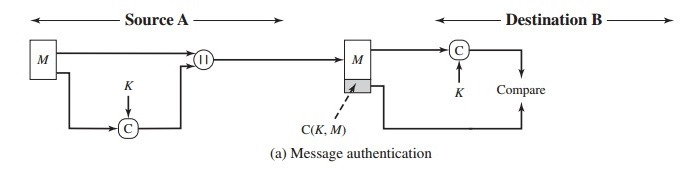 Source A
Destination B
M
||
M
C
K
K
Compare
C
C(K, M)
(a) Message authentication